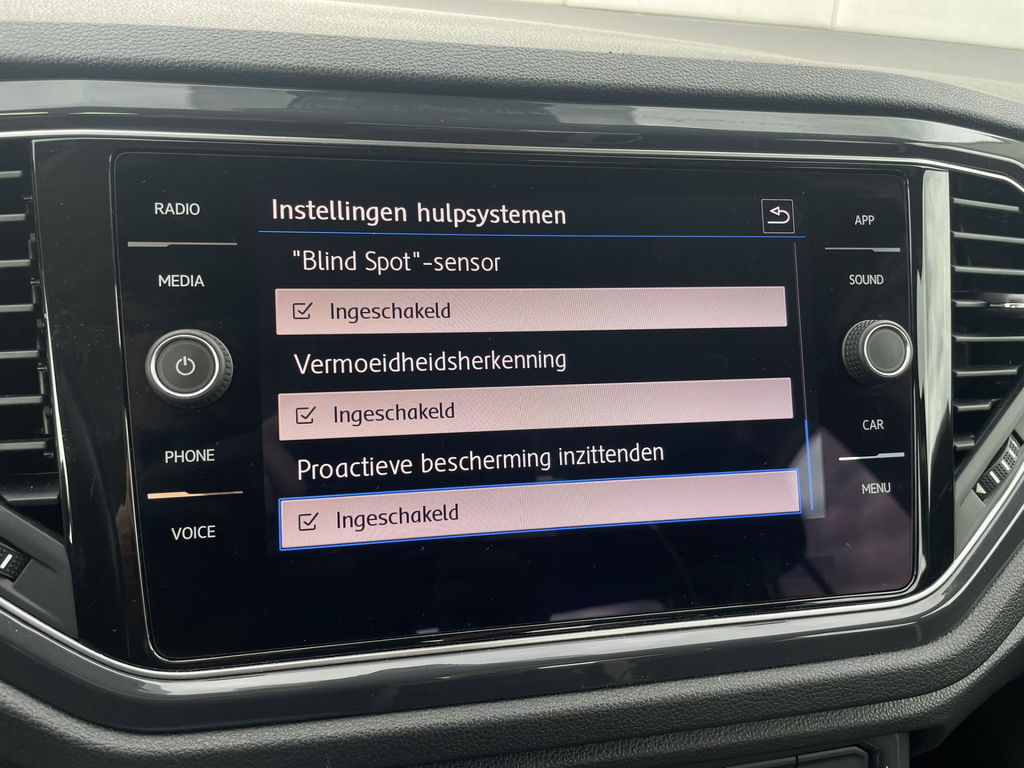 RADIO
MEDIA
PHONE
VOICE
Instellingen hulpsystemen
"Blind Spot"-sensor
Ingeschakeld
Vermoeidheidsherkenning
Ingeschakeld
Proactieve bescherming inzittenden
Ingeschakeld
APP
SOUND
CAR
MENU